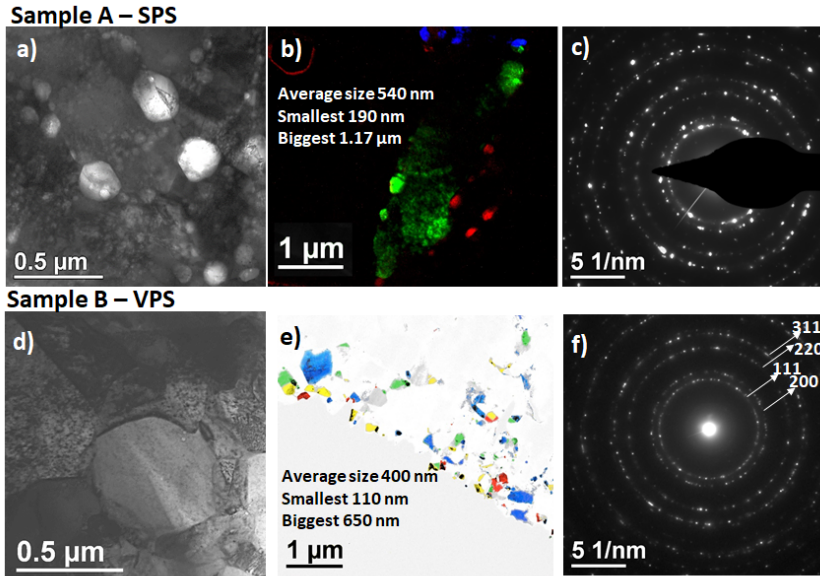 Sample A – SPS
a)
0.5 µm
b)
Average size 540 nm
Smallest 190 nm
Biggest 1.17 µm
1 µm
c)
5 1/nm
Sample B – VPS
d)
0.5 µm
e)
Average size 400 nm
Smallest 110 nm
Biggest 650 nm
1 µm
f)
311
220
111
200
5 1/nm